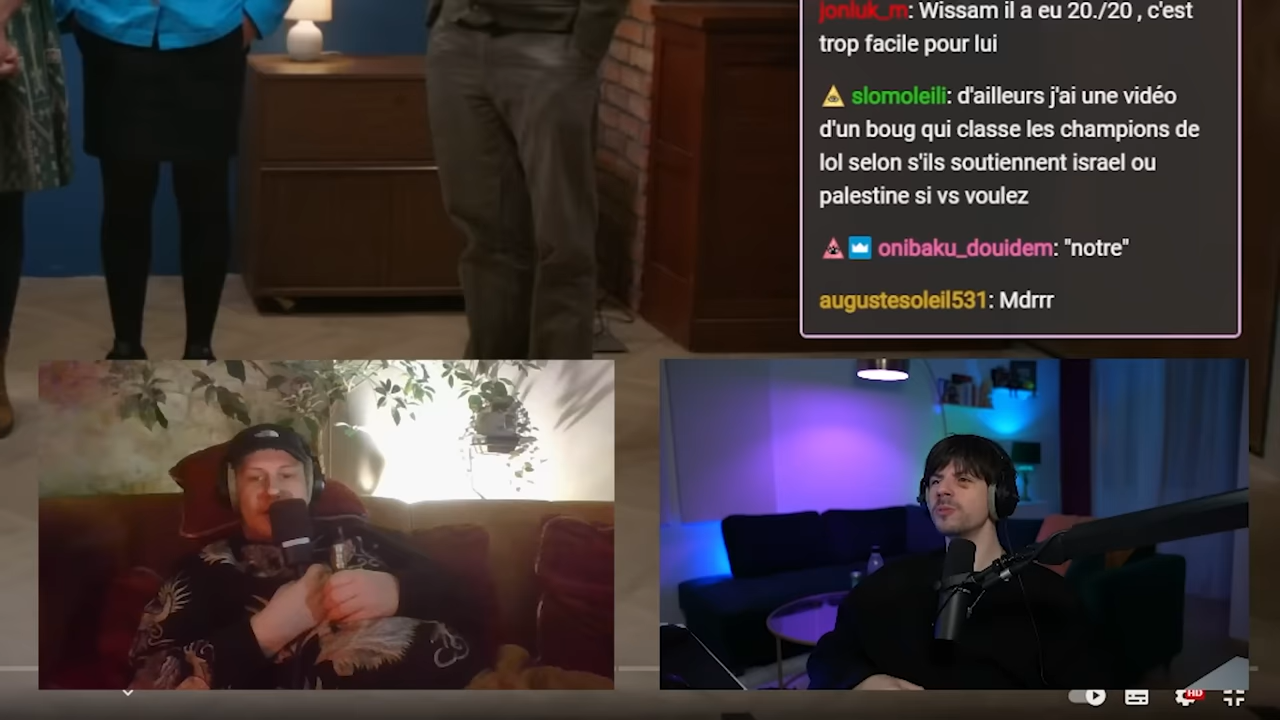 jonluk_m: Wissam il a eu 20./20 , c'est
trop facile pour lui
slomoleili: d'ailleurs j'ai une vidéo
d'un boug qui classe les champions de
lol selon s'ils soutiennent israel ou
palestine si vs voulez
onibaku_douidem: "notre"
augustesoleil531: Mdrrr
HD